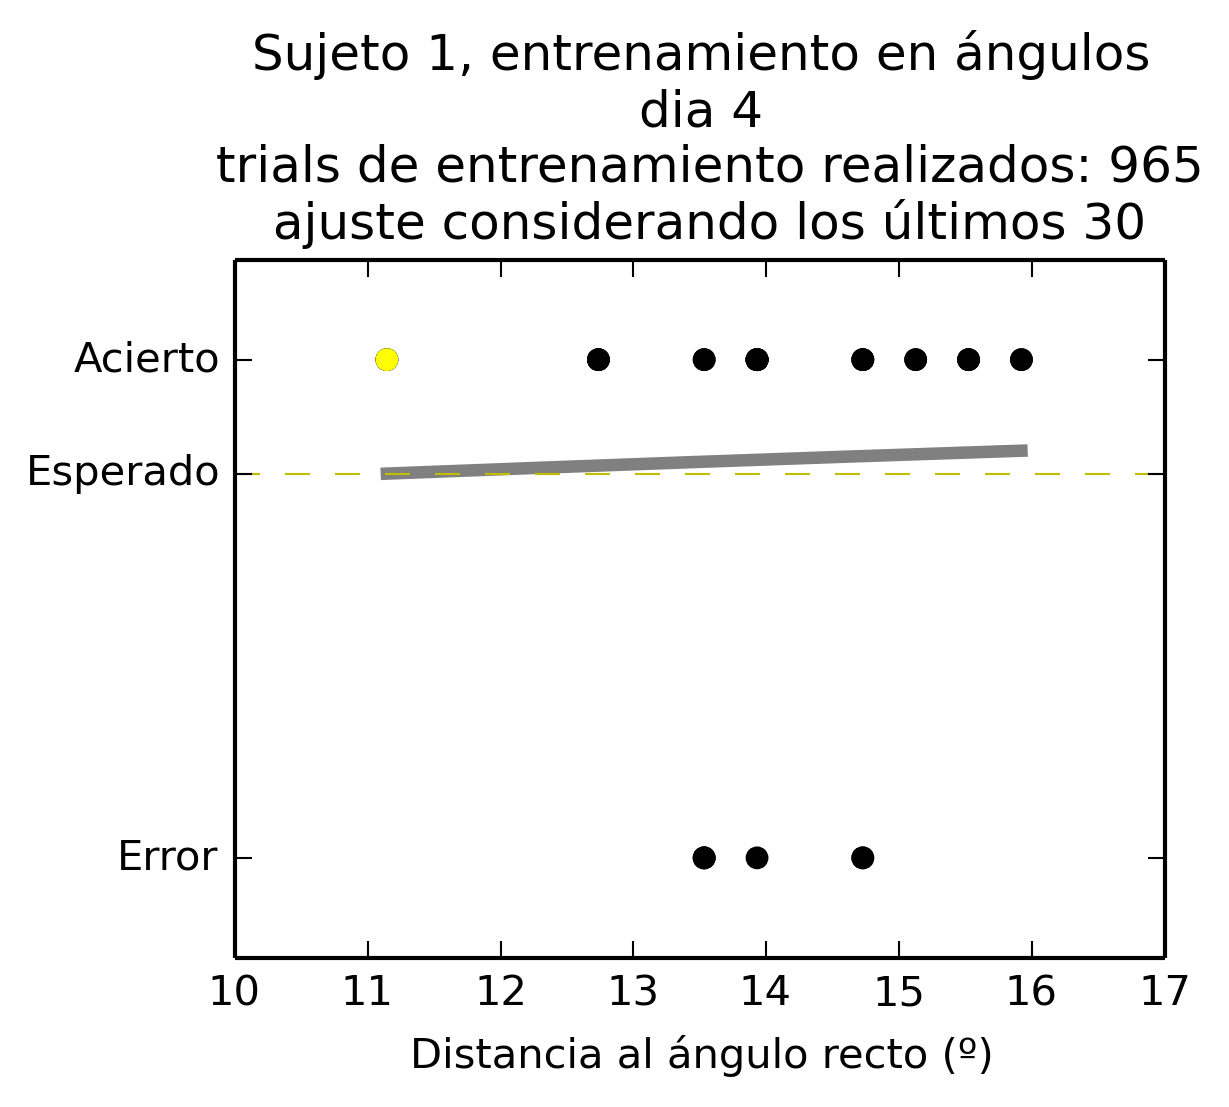 Sujeto 1, entrenamiento en ángulos
dia 4
trials de entrenamiento realizados: 965
ajuste considerando los últimos 30
Acierto
Esperado
Error
10 11 12 13 14 15 16 17
Distancia al ángulo recto (º)